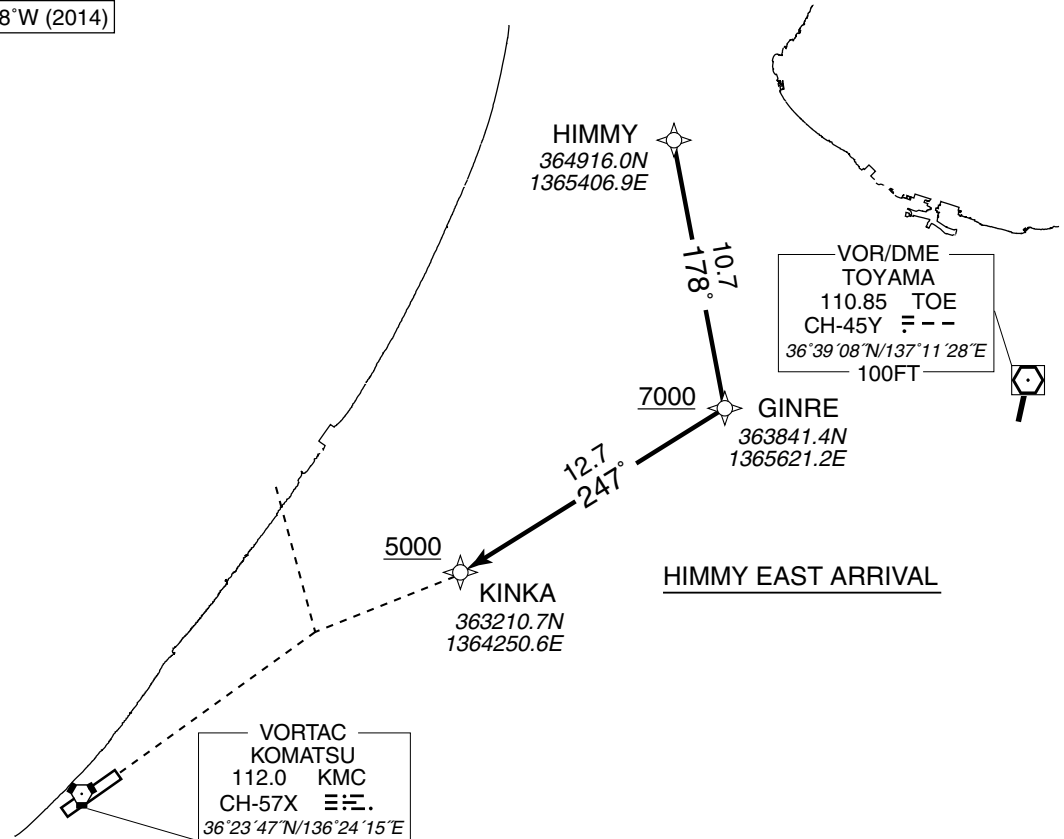 8°W (2014)
HIMMY
364916.0N
1365406.9E
10.7
178°
VOR/DME
TOYAMA
110.85 TOE
CH-45Y
36°39´08˝N/137°11´28˝E
100FT
7000
GINRE
363841.4N
1365621.2E
12.7
247°
5000
KINKA
363210.7N
1364250.6E
HIMMY EAST ARRIVAL
VORTAC
KOMATSU
112.0 KMC
CH-57X
36°23´47˝N/136°24´15˝E